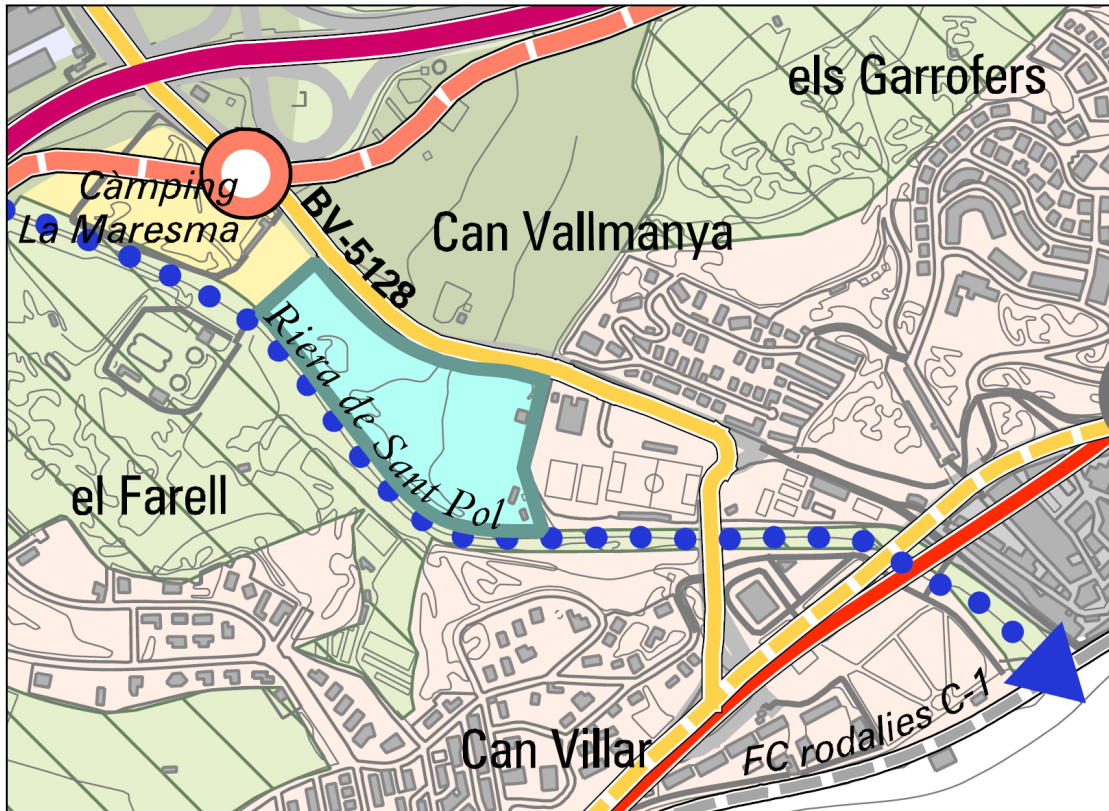 els Garrofers
Càmping
La Maresma
BV-5128
Can Vallmanya
Riera de Sant Pol
el Farell
Can Villar
FC rodalies C-1